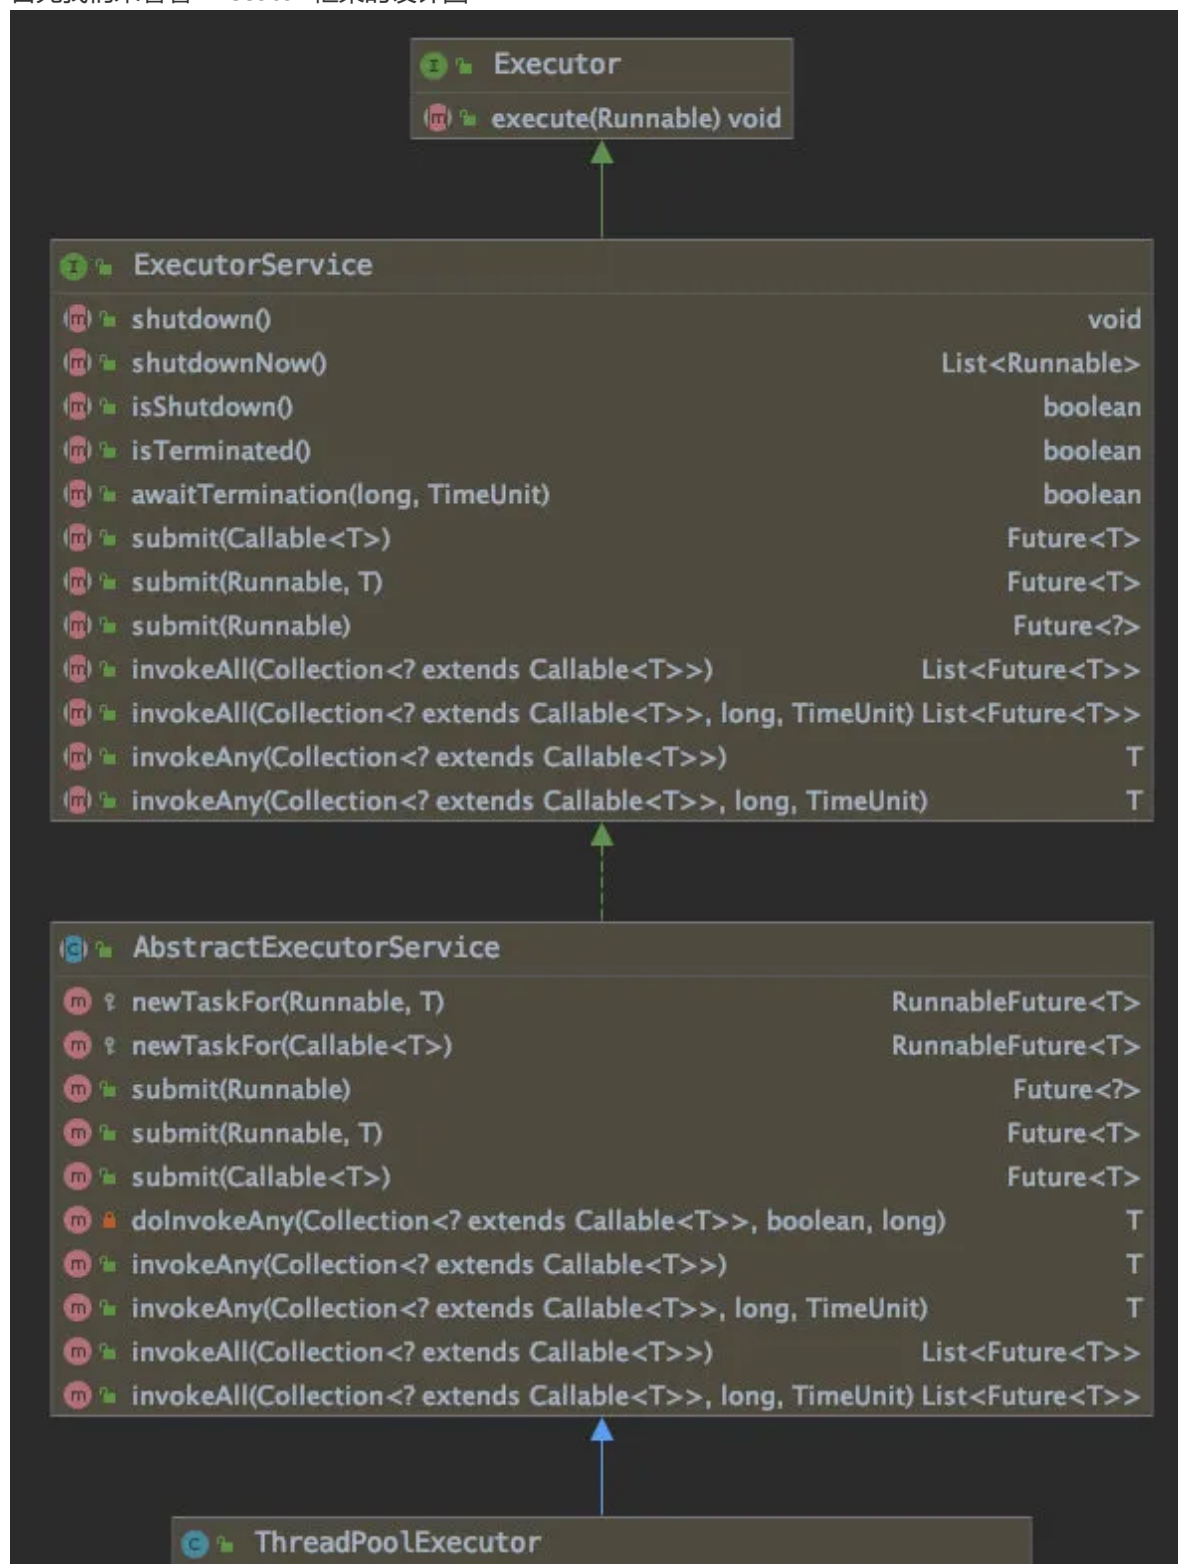 Executor
execute(Runnable) void
ExecutorService
shutdown() void
shutdownNow() List<Runnable>
isShutdown() boolean
isTerminated() boolean
awaitTermination(long, TimeUnit) boolean
submit(Callable<T>) Future<T>
submit(Runnable, T) Future<T>
submit(Runnable) Future<?>
invokeAll(Collection<? extends Callable<T>>) List<Future<T>>
invokeAll(Collection<? extends Callable<T>>, long, TimeUnit) List<Future<T>>
invokeAny(Collection<? extends Callable<T>>) T
invokeAny(Collection<? extends Callable<T>>, long, TimeUnit) T
AbstractExecutorService
newTaskFor(Runnable, T) RunnableFuture<T>
newTaskFor(Callable<T>) RunnableFuture<T>
submit(Runnable) Future<?>
submit(Runnable, T) Future<T>
submit(Callable<T>) Future<T>
doInvokeAny(Collection<? extends Callable<T>>, boolean, long) T
invokeAny(Collection<? extends Callable<T>>) T
invokeAny(Collection<? extends Callable<T>>, long, TimeUnit) T
invokeAll(Collection<? extends Callable<T>>) List<Future<T>>
invokeAll(Collection<? extends Callable<T>>, long, TimeUnit) List<Future<T>>
ThreadPoolExecutor